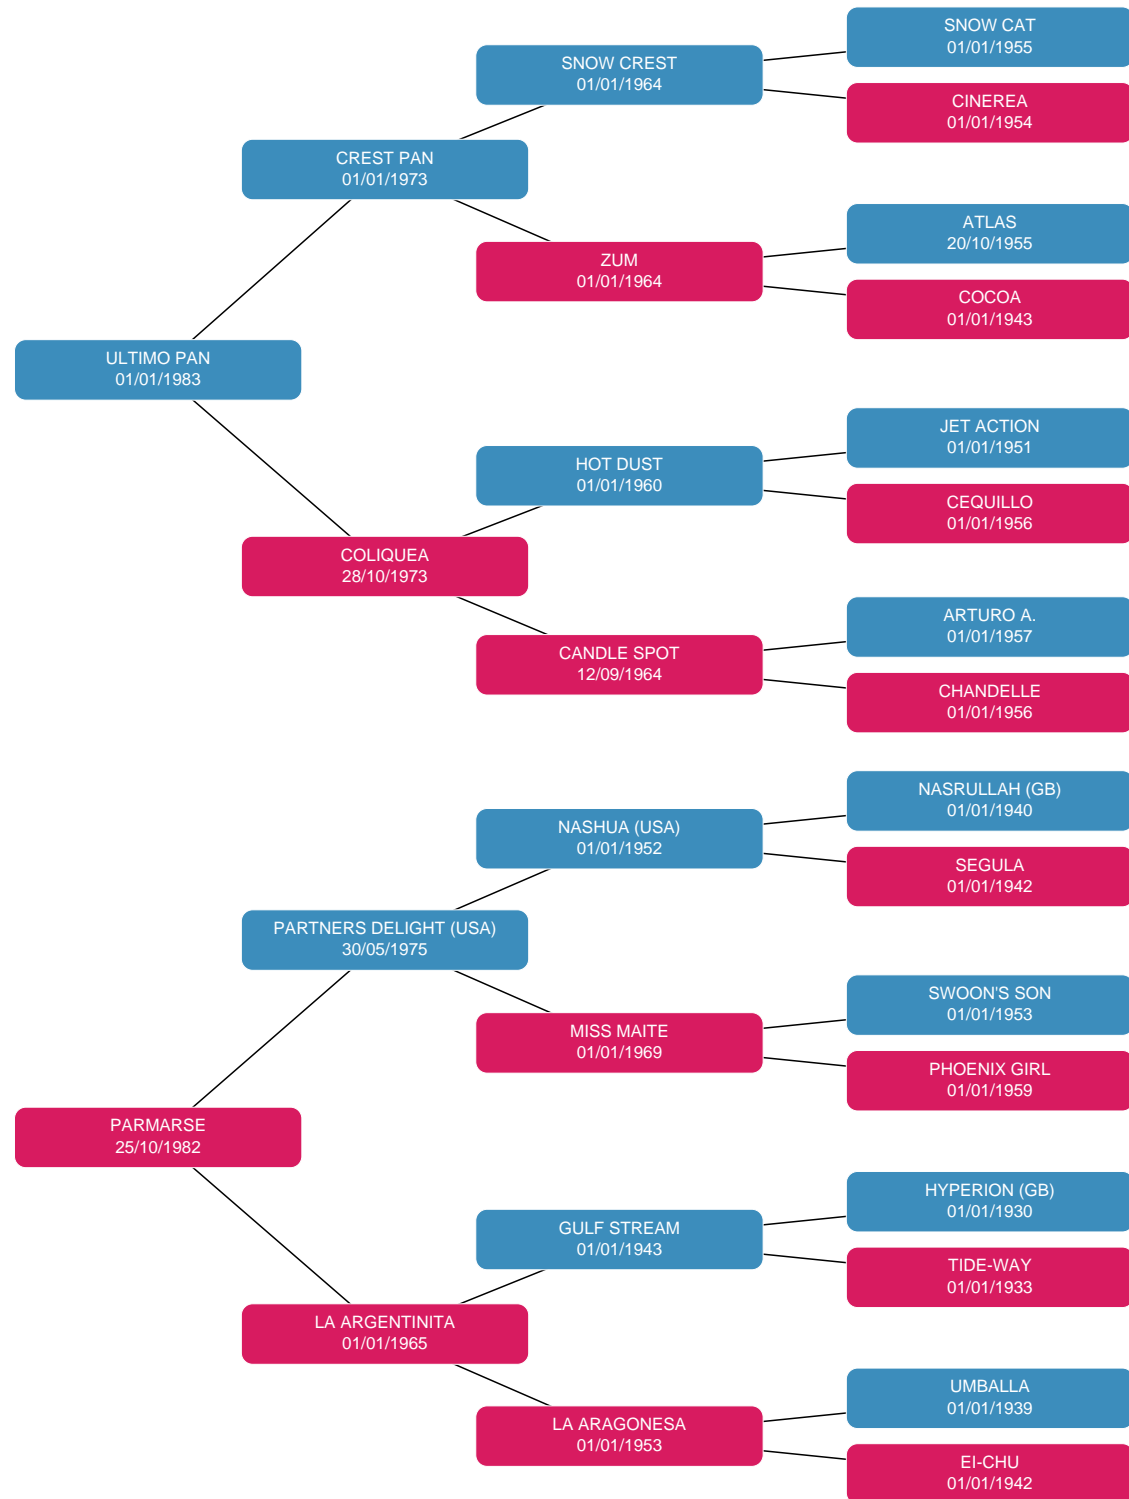 SNOW CAT
01/01/1955
SNOW CREST
01/01/1964
CINEREA
01/01/1954
CREST PAN
01/01/1973
ATLAS
20/10/1955
ZUM
01/01/1964
COCOA
01/01/1943
ULTIMO PAN
01/01/1983
JET ACTION
01/01/1951
HOT DUST
01/01/1960
CEQUILLO
01/01/1956
COLIQUEA
28/10/1973
ARTURO A.
01/01/1957
CANDLE SPOT
12/09/1964
CHANDELLE
01/01/1956
NASRULLAH (GB)
01/01/1940
NASHUA (USA)
01/01/1952
SEGULA
01/01/1942
PARTNERS DELIGHT (USA)
30/05/1975
SWOON'S SON
01/01/1953
MISS MAITE
01/01/1969
PHOENIX GIRL
01/01/1959
PARMARSE
25/10/1982
HYPERION (GB)
01/01/1930
GULF STREAM
01/01/1943
TIDE-WAY
01/01/1933
LA ARGENTINITA
01/01/1965
UMBALLA
01/01/1939
LA ARAGONESA
01/01/1953
EI-CHU
01/01/1942